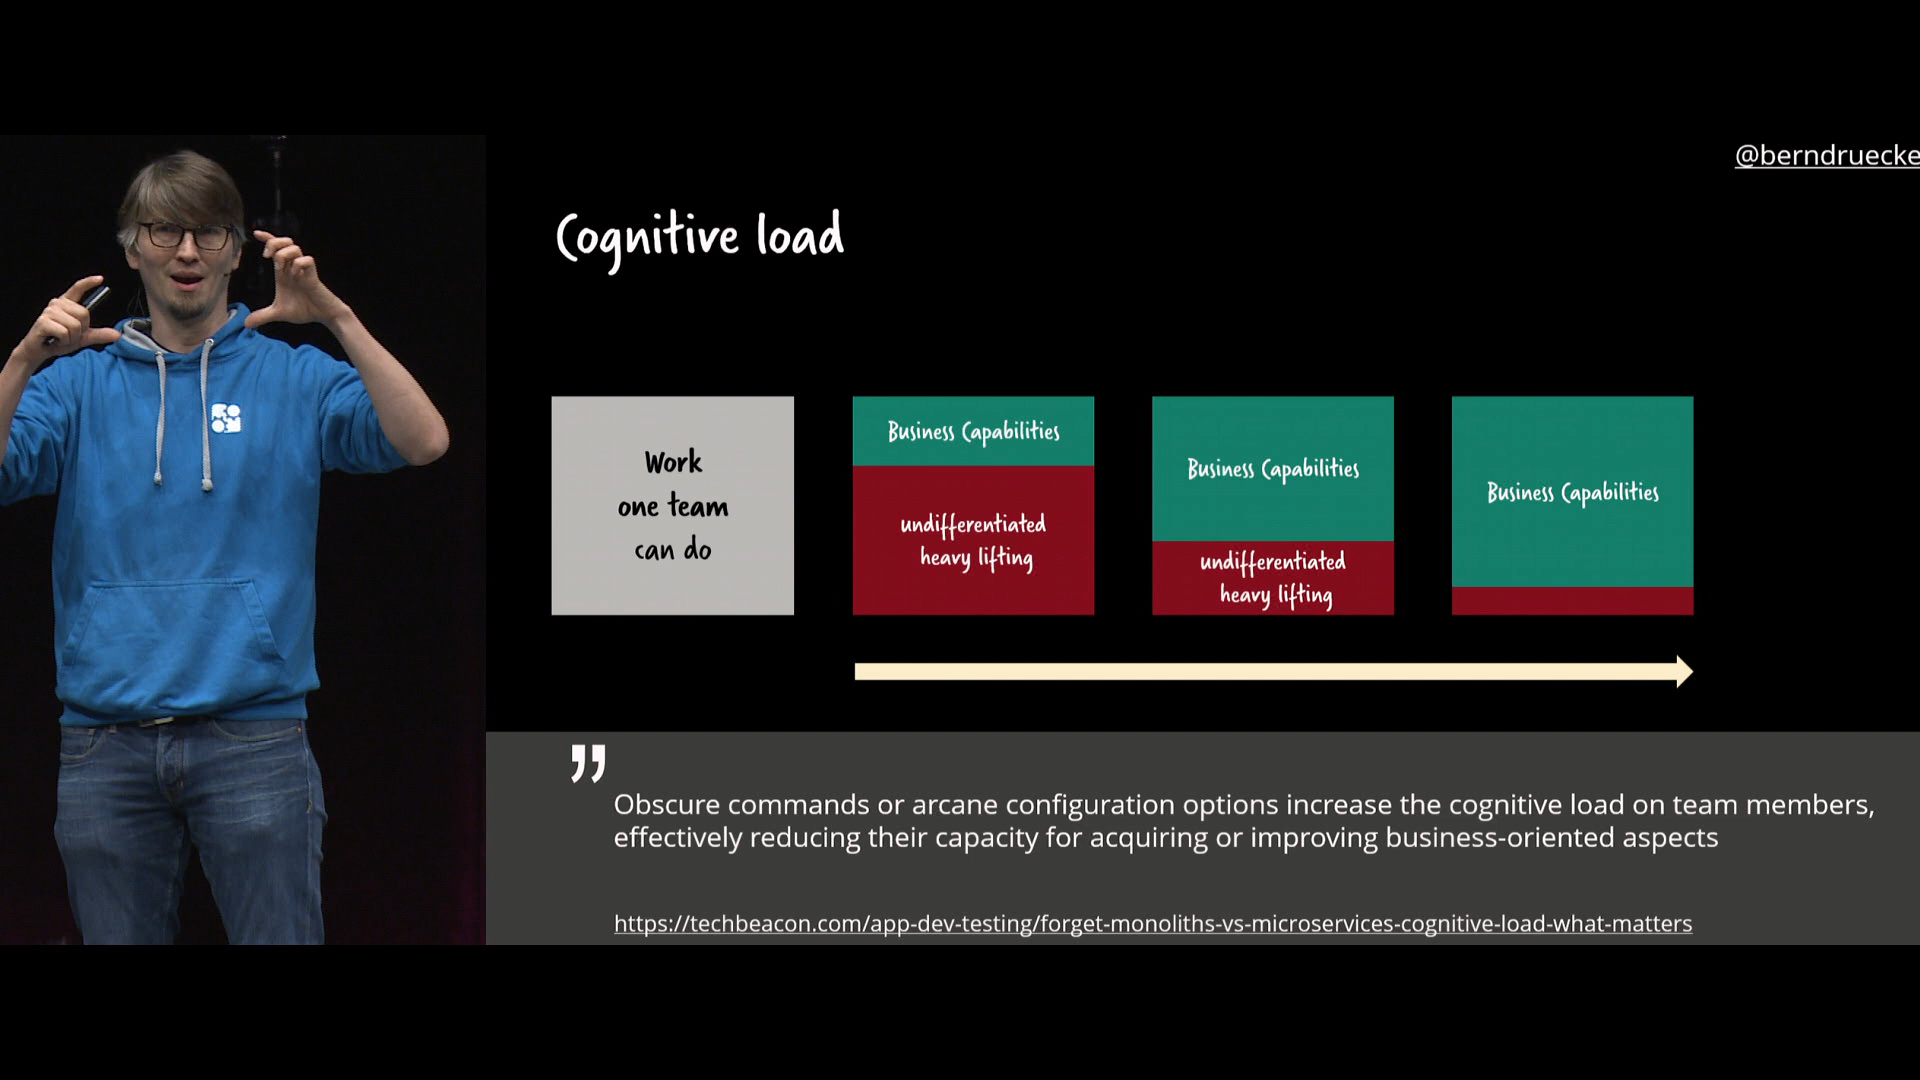 @berndruecke
Cognitive load
Work
one team
can do
Business Capabilities
undifferentiated
heavy lifting
Business Capabilities
undifferentiated
heavy lifting
Business Capabilities
”
Obscure commands or arcane configuration options increase the cognitive load on team members,
effectively reducing their capacity for acquiring or improving business-oriented aspects
https://techbeacon.com/app-dev-testing/forget-monoliths-vs-microservices-cognitive-load-what-matters